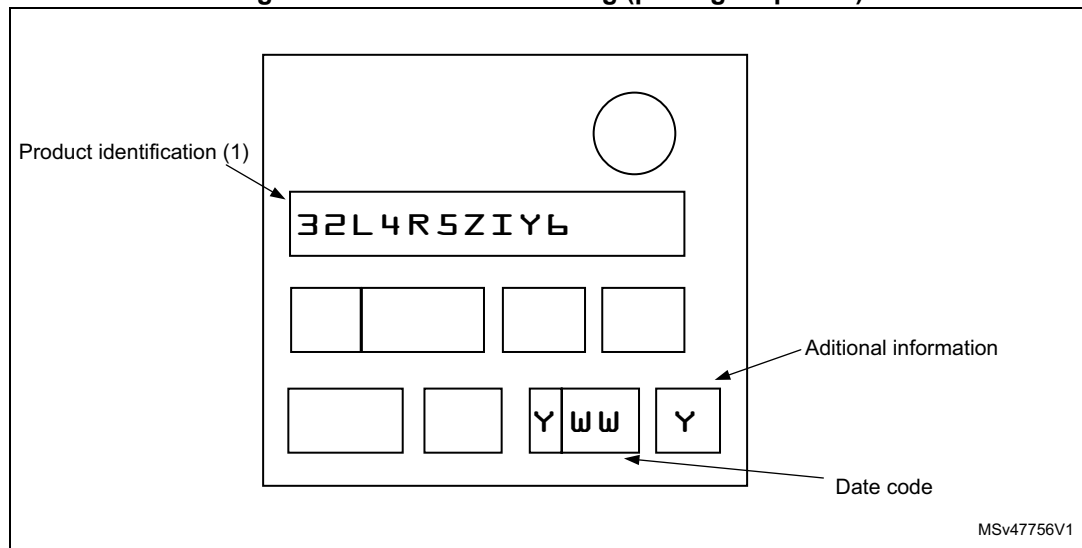 Product identification (1)
32L4R5ZIY6
Aditional information
Y WW Y
Date code
MSv47756V1